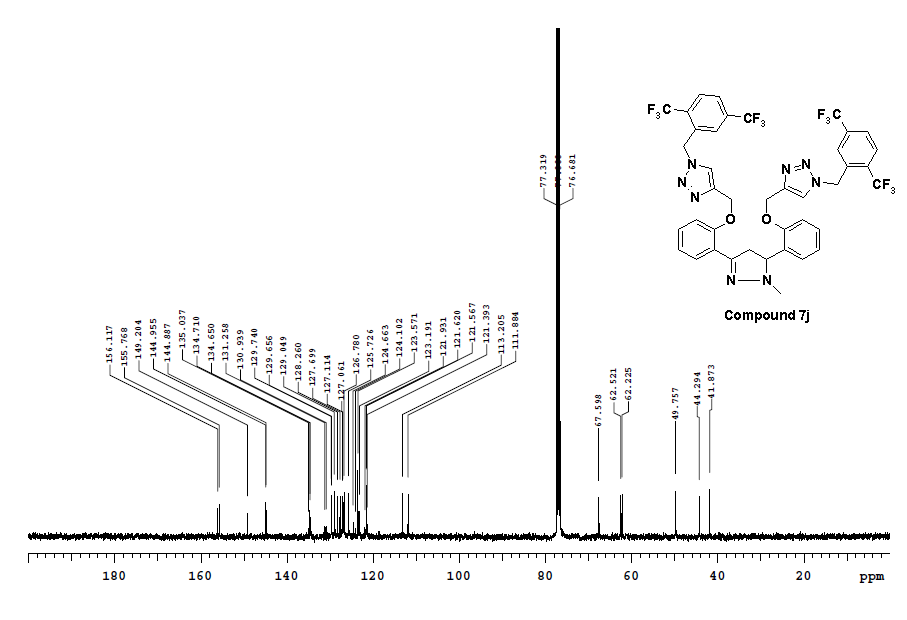 F3C
CF3
F3C
CF3
N
N
N
N
N
N
O
O
N
N
Compound 7j
156.117
155.768
149.204
144.955
144.887
135.037
134.710
134.650
131.258
130.939
129.740
129.656
129.049
128.260
127.699
127.114
127.061
126.780
125.726
124.663
124.102
123.571
123.191
121.931
121.620
121.567
121.393
113.205
111.884
77.319
76.681
67.598
62.521
62.225
49.757
44.294
41.873
180 160 140 120 100 80 60 40 20 ppm